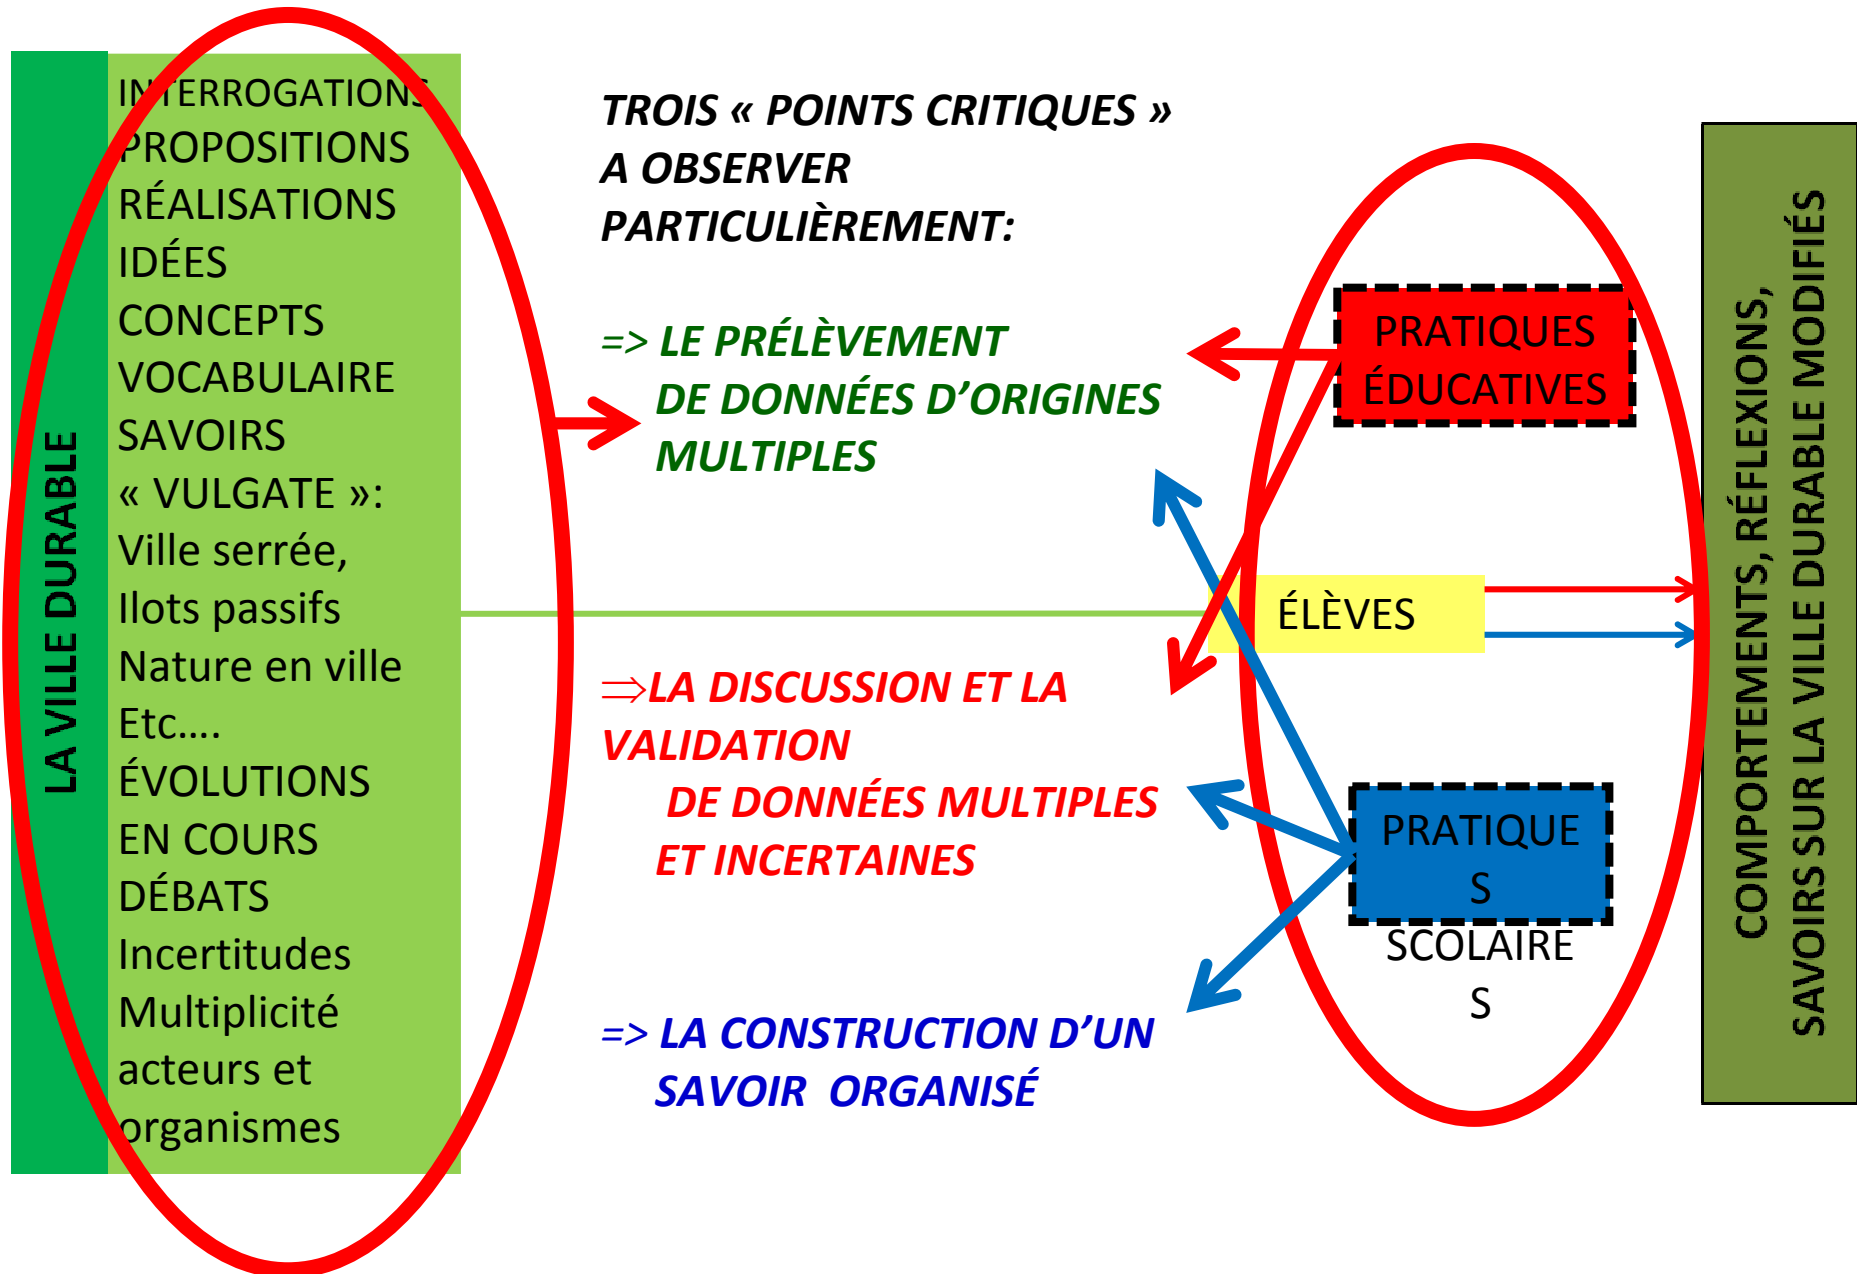 LA VILLE DURABLE
INTERROGATIONS
PROPOSITIONS
RÉALISATIONS
IDÉES
CONCEPTS
VOCABULAIRE
SAVOIRS
« VULGATE »:
Ville serrée,
Ilots passifs
Nature en ville
Etc....
ÉVOLUTIONS
EN COURS
DÉBATS
Incertitudes
Multiplicité
acteurs et
organismes
TROIS « POINTS CRITIQUES »
A OBSERVER
PARTICULIÈREMENT:
=> LE PRÉLÈVEMENT
DE DONNÉES D’ORIGINES
MULTIPLES
⇒LA DISCUSSION ET LA
VALIDATION
DE DONNÉES MULTIPLES
ET INCERTAINES
=> LA CONSTRUCTION D’UN
SAVOIR ORGANISÉ
PRATIQUES
ÉDUCATIVES
ÉLÈVES
PRATIQUE
S
SCOLAIRE
S
COMPORTEMENTS, RÉFLEXIONS,
SAVOIRS SUR LA VILLE DURABLE MODIFIÉS